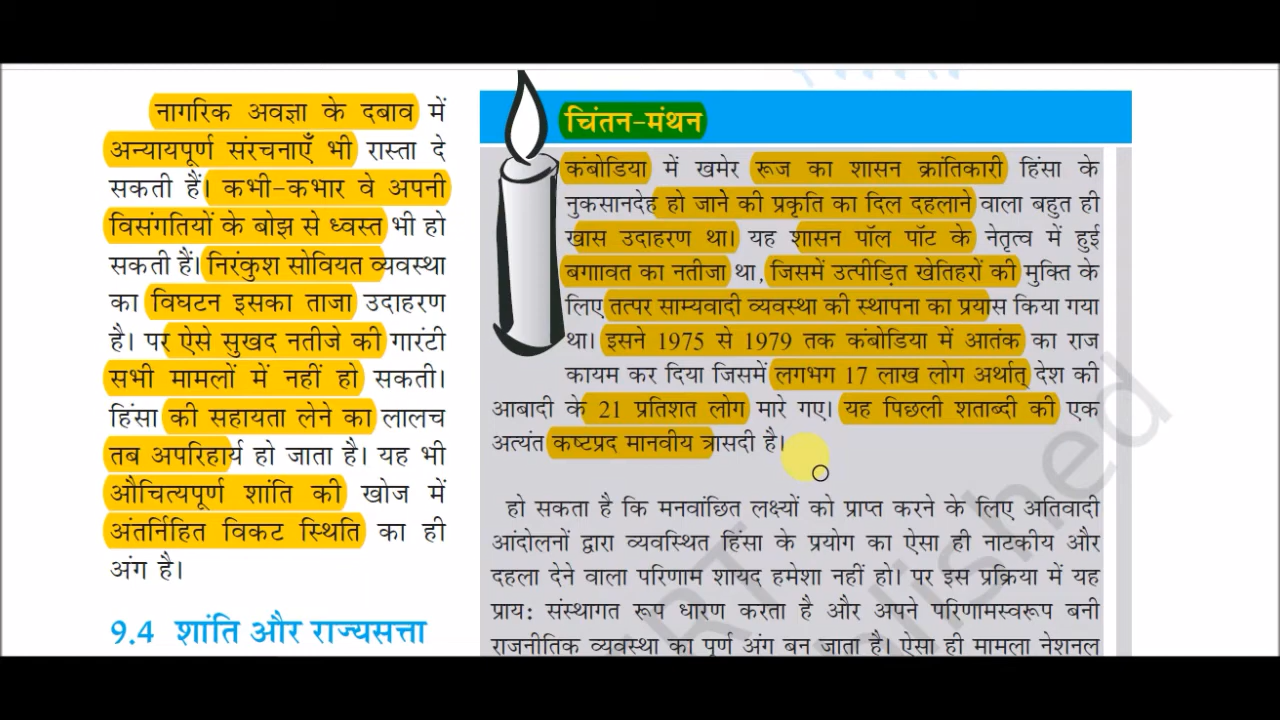 नागरिक अवज्ञा के दबाव में
अन्यायपूर्ण संरचनाएँ भी रास्ता दे
सकती हैं। कभी-कभार वे अपनी
विसंगतियों के बोझ से ध्वस्त भी हो
सकती हैं। निरंकुश सोवियत व्यवस्था
का विघटन इसका ताजा उदाहरण
है। पर ऐसे सुखद नतीजे की गारंटी
सभी मामलों में नहीं हो सकती।
हिंसा की सहायता लेने का लालच
तब अपरिहार्य हो जाता है। यह भी
औचित्यपूर्ण शांति की खोज में
अंतर्निहित विकट स्थिति का ही
अंग है।
9.4 शांति और राज्यसत्ता
चिंतन-मंथन
कंबोडिया में खमेर रूज का शासन क्रांतिकारी हिंसा के
नुकसानदेह हो जाने की प्रकृति का दिल दहलाने वाला बहुत ही
खास उदाहरण था। यह शासन पॉल पॉट के नेतृत्व में हुई
बगाावत का नतीजा था, जिसमें उत्पीड़ित खेतिहरों की मुक्ति के
लिए तत्पर साम्यवादी व्यवस्था की स्थापना का प्रयास किया गया
था। इसने 1975 से 1979 तक कंबोडिया में आतंक का राज
कायम कर दिया जिसमें लगभग 17 लाख लोग अर्थात् देश की
आबादी के 21 प्रतिशत लोग मारे गए। यह पिछली शताब्दी की एक
अत्यंत कष्टप्रद मानवीय त्रासदी है।
हो सकता है कि मनवांछित लक्ष्यों को प्राप्त करने के लिए अतिवादी
आंदोलनों द्वारा व्यवस्थित हिंसा के प्रयोग का ऐसा ही नाटकीय और
दहला देने वाला परिणाम शायद हमेशा नहीं हो। पर इस प्रक्रिया में यह
प्राय: संस्थागत रूप धारण करता है और अपने परिणामस्वरूप बनी
राजनीतिक व्यवस्था का पूर्ण अंग बन जाता है। ऐसा ही मामला नेशनल